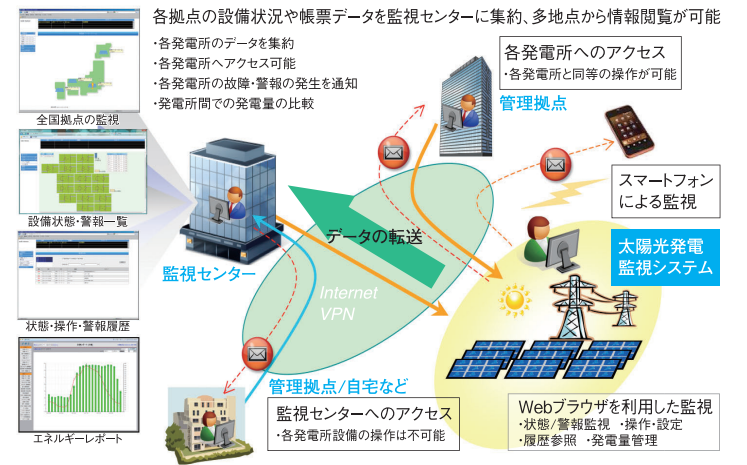 各拠点の設備状況や帳票データを監視センターに集約、多地点から情報閲覧が可能
・各発電所のデータを集約
・各発電所へアクセス可能
・各発電所の故障・警報の発生を通知
・発電所間での発電量の比較
全国拠点の監視
設備状態・警報一覧
状態・操作・警報履歴
エネルギーレポート
各発電所へのアクセス
・各発電所と同等の操作が可能
管理拠点
スマートフォン
による監視
監視センター
データの転送
Internet
VPN
太陽光発電
監視システム
管理拠点/自宅など
監視センターへのアクセス
・各発電所設備の操作は不可能
Webブラウザを利用した監視
・状態/警報監視 ・操作・設定
・履歴参照 ・発電量管理